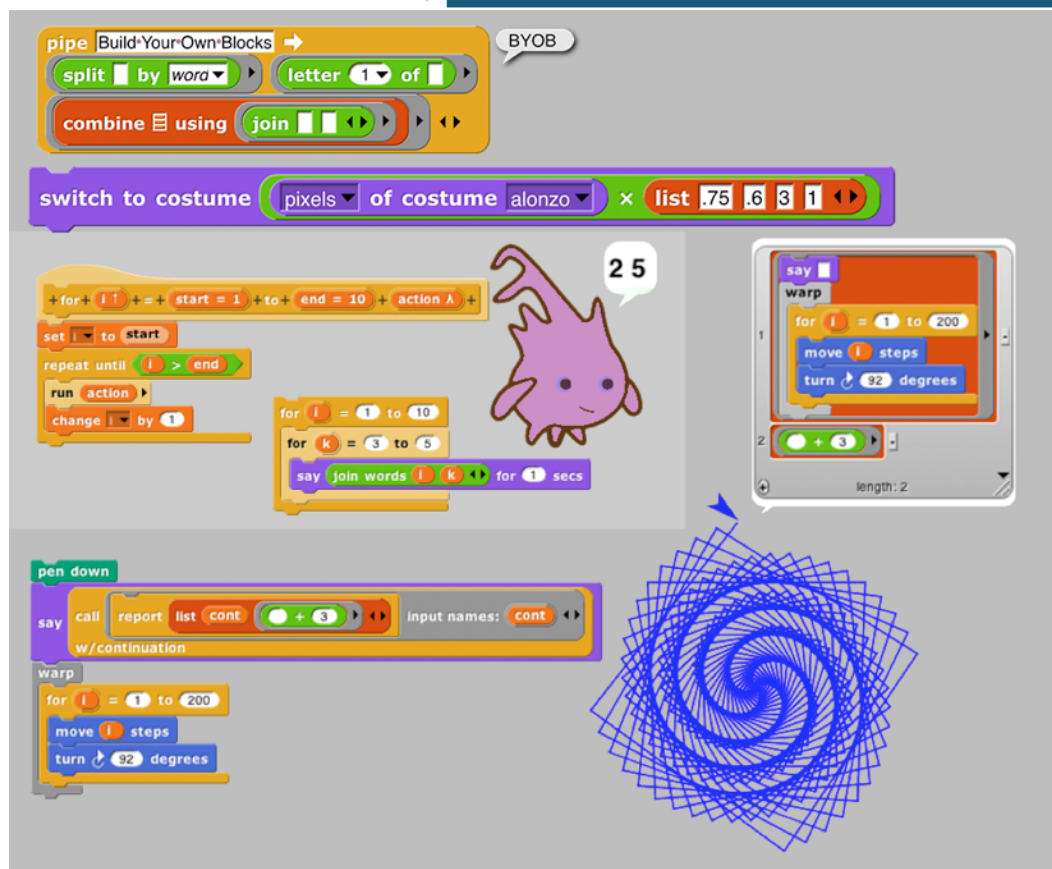 pipe Build Your Own Blocks
BYOB
split by word letter 1 of
combine using join
switch to costume pixels of costume alonzo × list .75 .6 3 1
+ for + i ↑ + = + start = 1 + to + end = 10 + action λ +
set i to start
repeat until i > end
run action
change i by 1
for i = 1 to 10
for k = 3 to 5
say join words i k for 1 secs
2 5
say
warp
1
for i = 1 to 200
move i steps
turn 92 degrees
2 + 3
length: 2
pen down
say call report list cont + 3 input names: cont
w/continuation
warp
for i = 1 to 200
move i steps
turn 92 degrees